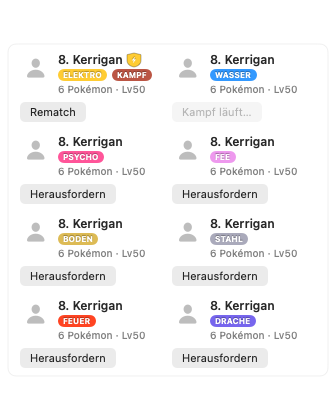 8. Kerrigan
ELEKTRO KAMPF
6 Pokémon · Lv50
Rematch
8. Kerrigan
WASSER
6 Pokémon · Lv50
Kampf läuft...
8. Kerrigan
PSYCHO
6 Pokémon · Lv50
Herausfordern
8. Kerrigan
FEE
6 Pokémon · Lv50
Herausfordern
8. Kerrigan
BODEN
6 Pokémon · Lv50
Herausfordern
8. Kerrigan
STAHL
6 Pokémon · Lv50
Herausfordern
8. Kerrigan
FEUER
6 Pokémon · Lv50
Herausfordern
8. Kerrigan
DRACHE
6 Pokémon · Lv50
Herausfordern